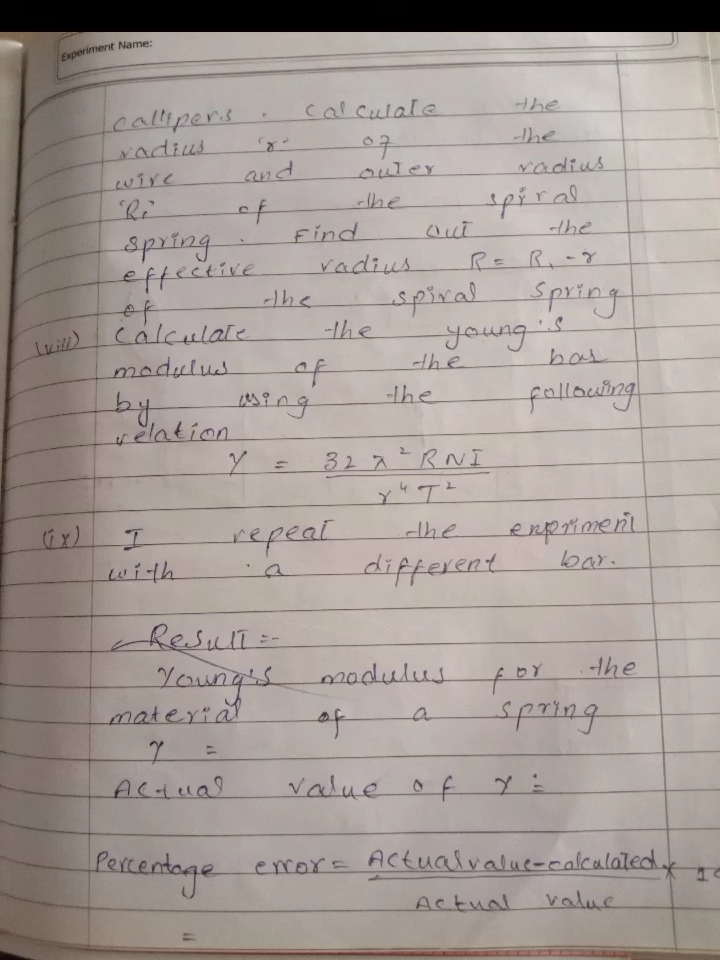 Experiment Name:
callipers. Calculate the
radius 'r' of the
wire and outer radius
'R₁' of the spiral
spring. Find out the
effective radius R = R₁ - r
of the spiral spring
(viii) Calculate the young's
modulus of the bar
by using the following
relation
Y = 32 π² RNI
r⁴ T²
(ix) I repeat the enpriment
with a different bar.
Result :-
Young's modulus for the
material of a spring
Y =
Actual value of Y =
Percentage error = Actual value - calculated x 10
Actual value
=